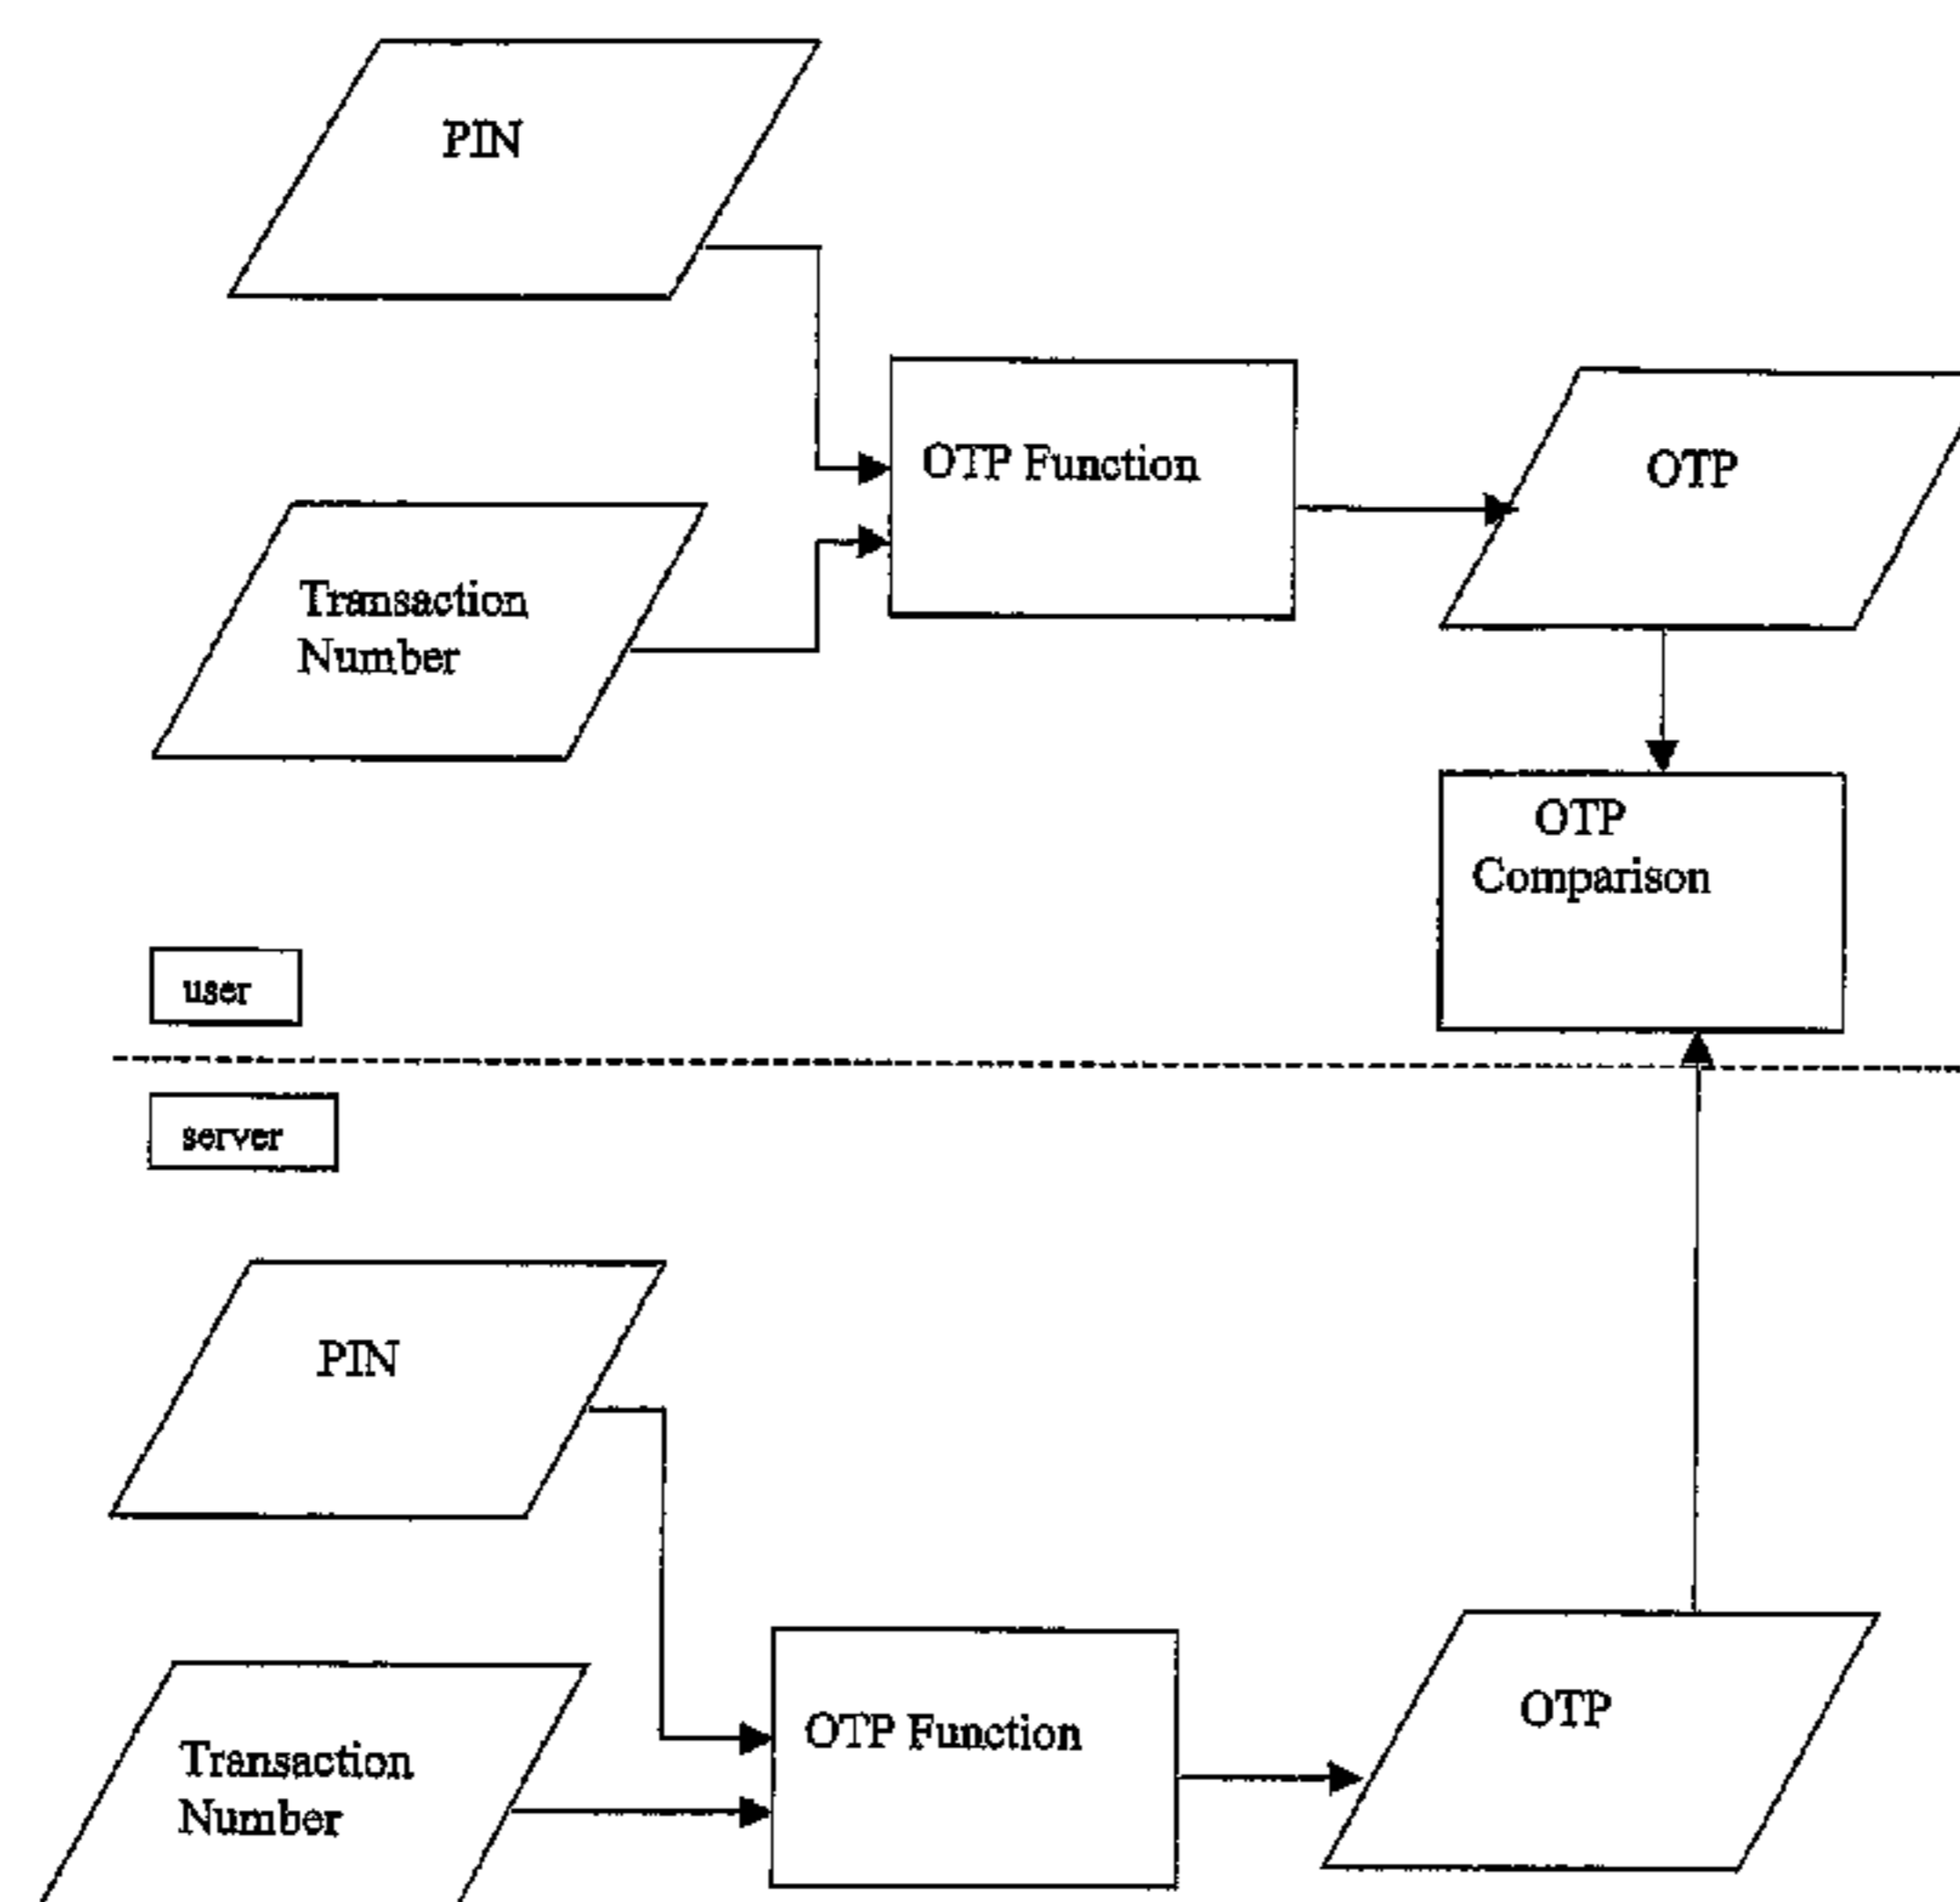 PIN
OTP Function
OTP
Transaction
Number
OTP
Comparison
user
server
PIN
OTP Function
OTP
Transaction
Number